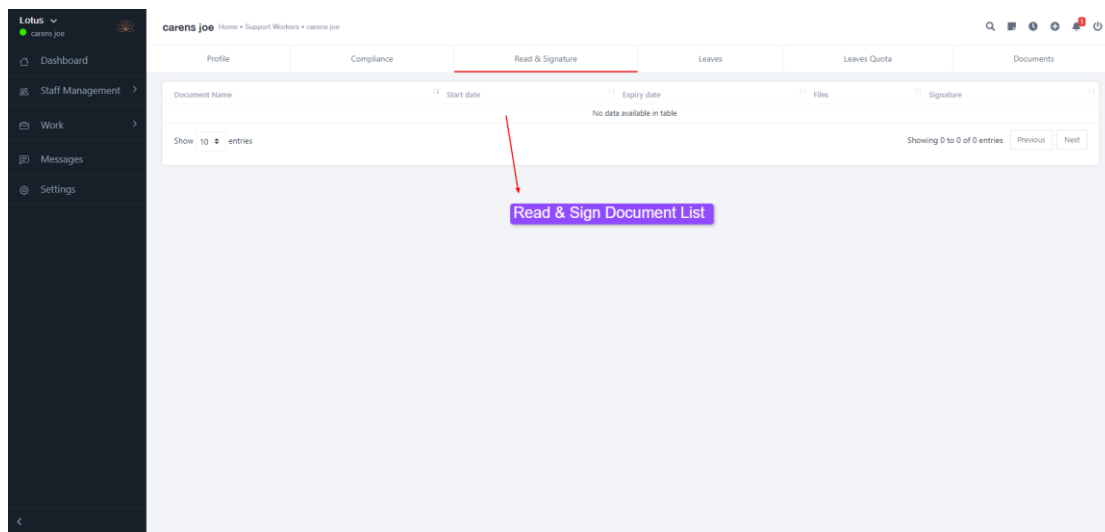 Lotus
carens joe
carens joe Home • Support Workers • carens joe
1
Dashboard
Staff Management
Work
Messages
Settings
Profile Compliance Read & Signature Leaves Leaves Quota Documents
Document Name Start date Expiry date Files Signature
No data available in table
Show 10 entries Showing 0 to 0 of 0 entries Previous Next
Read & Sign Document List